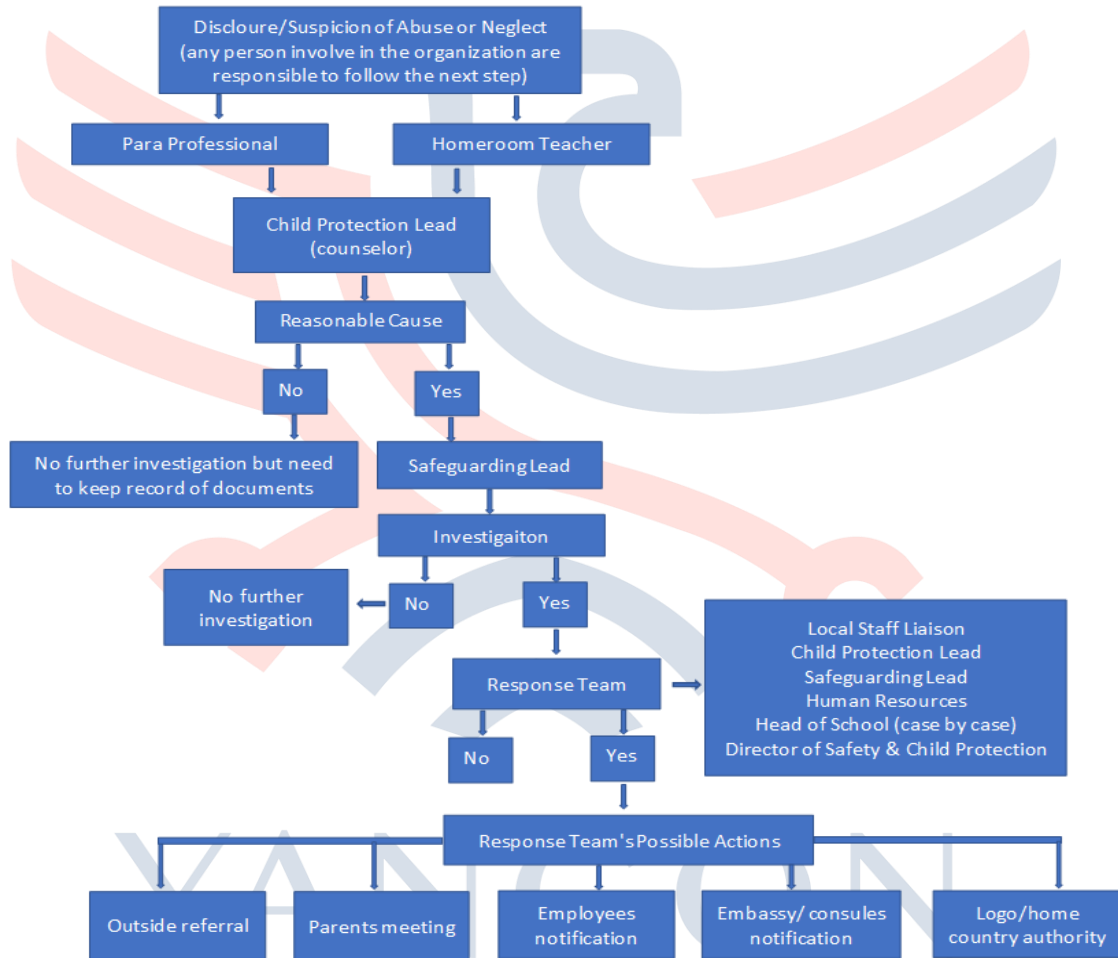 Discloure/Suspicion of Abuse or Neglect
(any person involve in the organization are
responsible to follow the next step)
Para Professional
Homeroom Teacher
Child Protection Lead
(counselor)
Reasonable Cause
No
Yes
No further investigation but need
to keep record of documents
Safeguarding Lead
Investigaiton
No further
investigation
No
Yes
Local Staff Liaison
Child Protection Lead
Safeguarding Lead
Human Resources
Head of School (case by case)
Director of Safety & Child Protection
Response Team
No
Yes
Response Team's Possible Actions
Outside referral
Parents meeting
Employees
notification
Embassy/ consules
notification
Logo/home
country authority